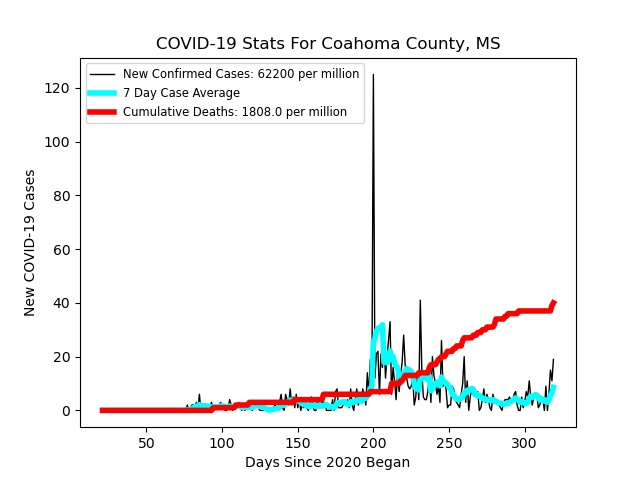 COVID-19 Stats For Coahoma County, MS
New Confirmed Cases: 62200 per million
7 Day Case Average
Cumulative Deaths: 1808.0 per million
New COVID-19 Cases
120
100
80
60
40
20
0
50 100 150 200 250 300
Days Since 2020 Began